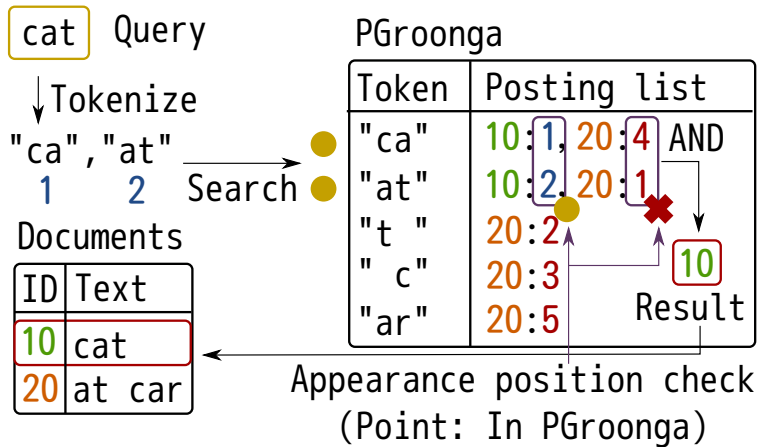 cat Query
Tokenize
"ca","at"
1 2
Search
PGroonga
Token Posting list
"ca" 10:1, 20:4 AND
"at" 10:2, 20:1
"t " 20:2
" c" 20:3
"ar" 20:5
10
Result
Documents
ID Text
10 cat
20 at car
Appearance position check
(Point: In PGroonga)